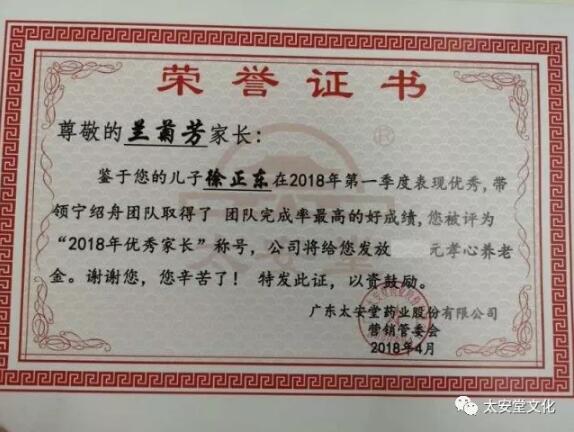 荣誉证书
尊敬的兰菊芳家长：
鉴于您的儿子徐正东在2018年第一季度表现优秀，带
领宁绍舟团队取得了 团队完成率最高的好成绩，您被评为
“2018年优秀家长”称号，公司将给您发放 元孝心养老
金。谢谢您，您辛苦了！ 特发此证，以资鼓励。
广东太安堂药业股份有限公司
营销管委会
2018年4月
太安堂
®
太安堂文化